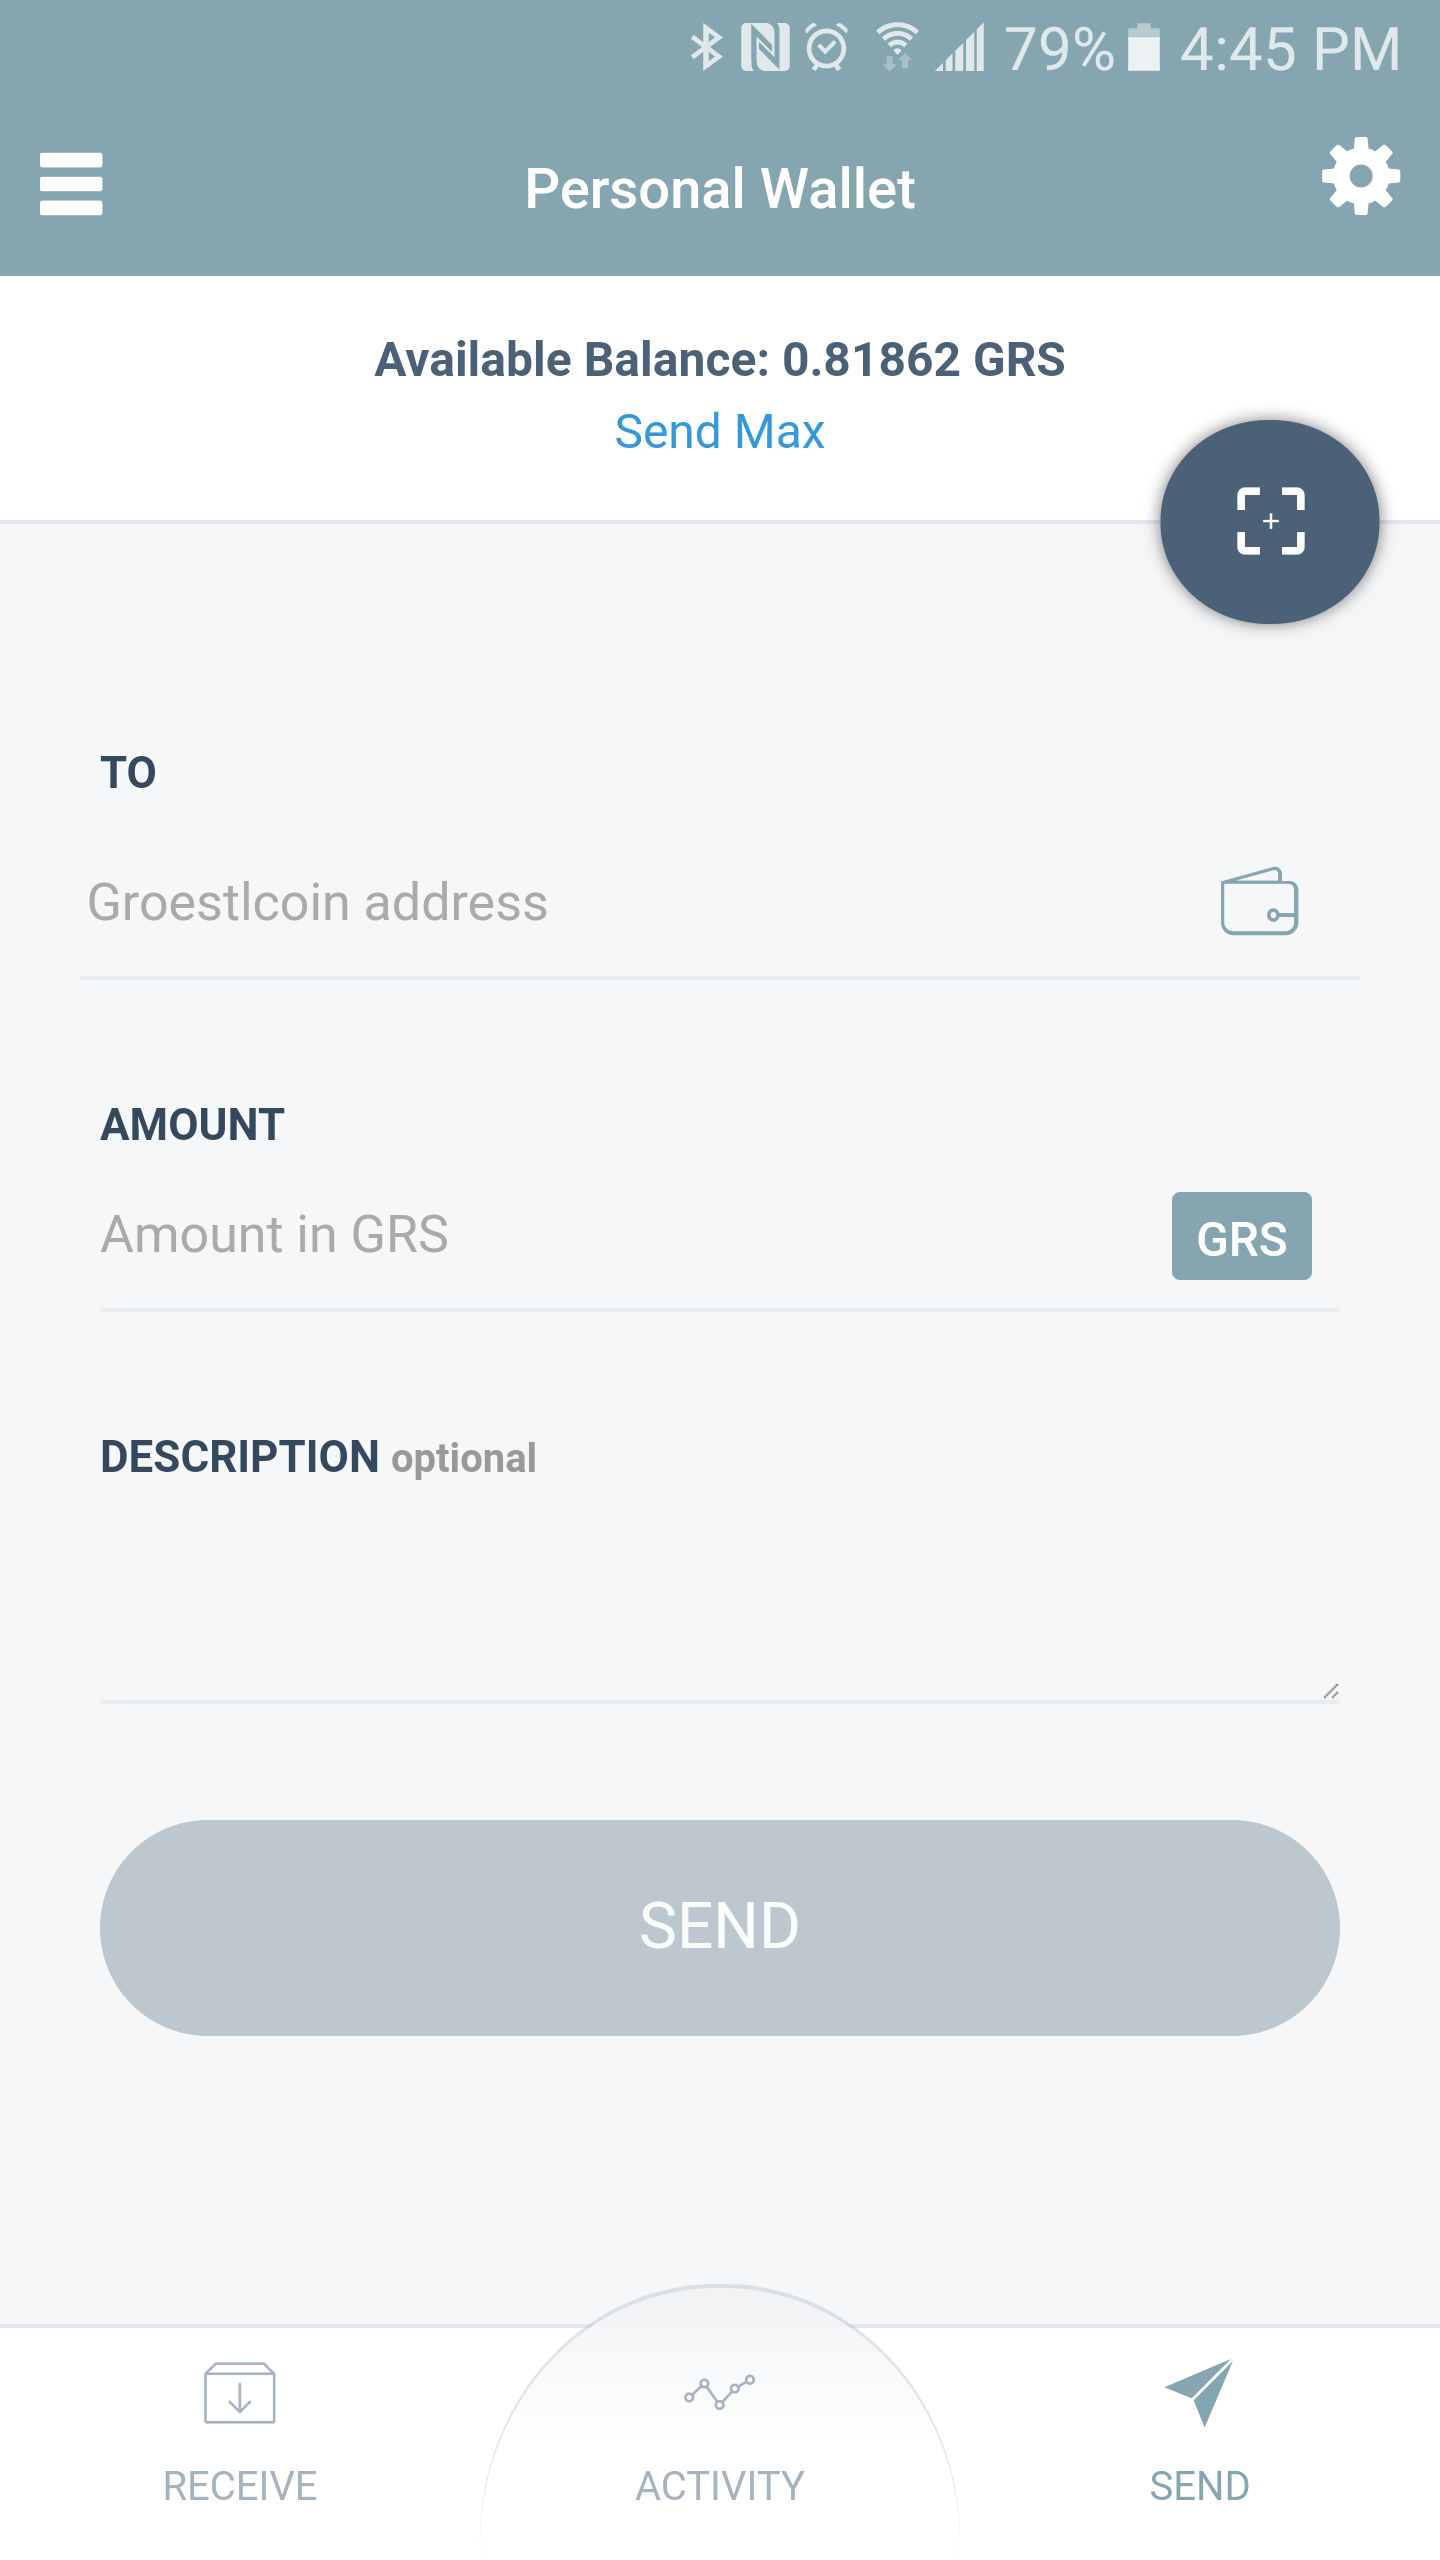 79% 4:45 PM
Personal Wallet
Available Balance: 0.81862 GRS
Send Max
TO
Groestlcoin address
AMOUNT
Amount in GRS
GRS
DESCRIPTION optional
SEND
RECEIVE
ACTIVITY
SEND